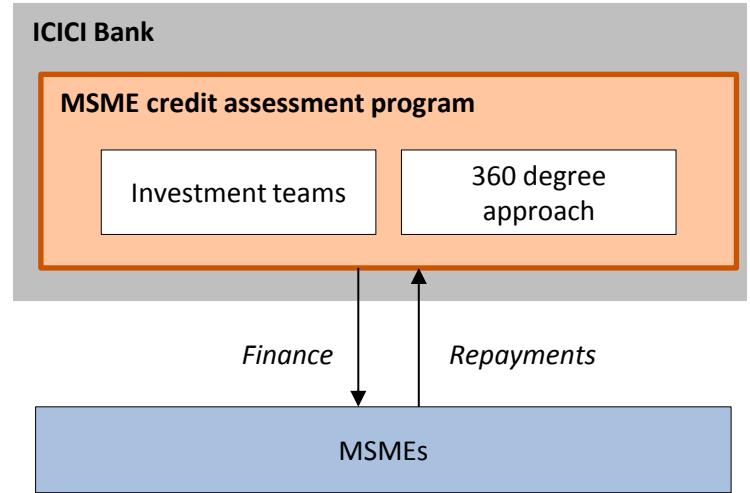 ICICI Bank
MSME credit assessment program
Investment teams
360 degree
approach
Finance
Repayments
MSMEs